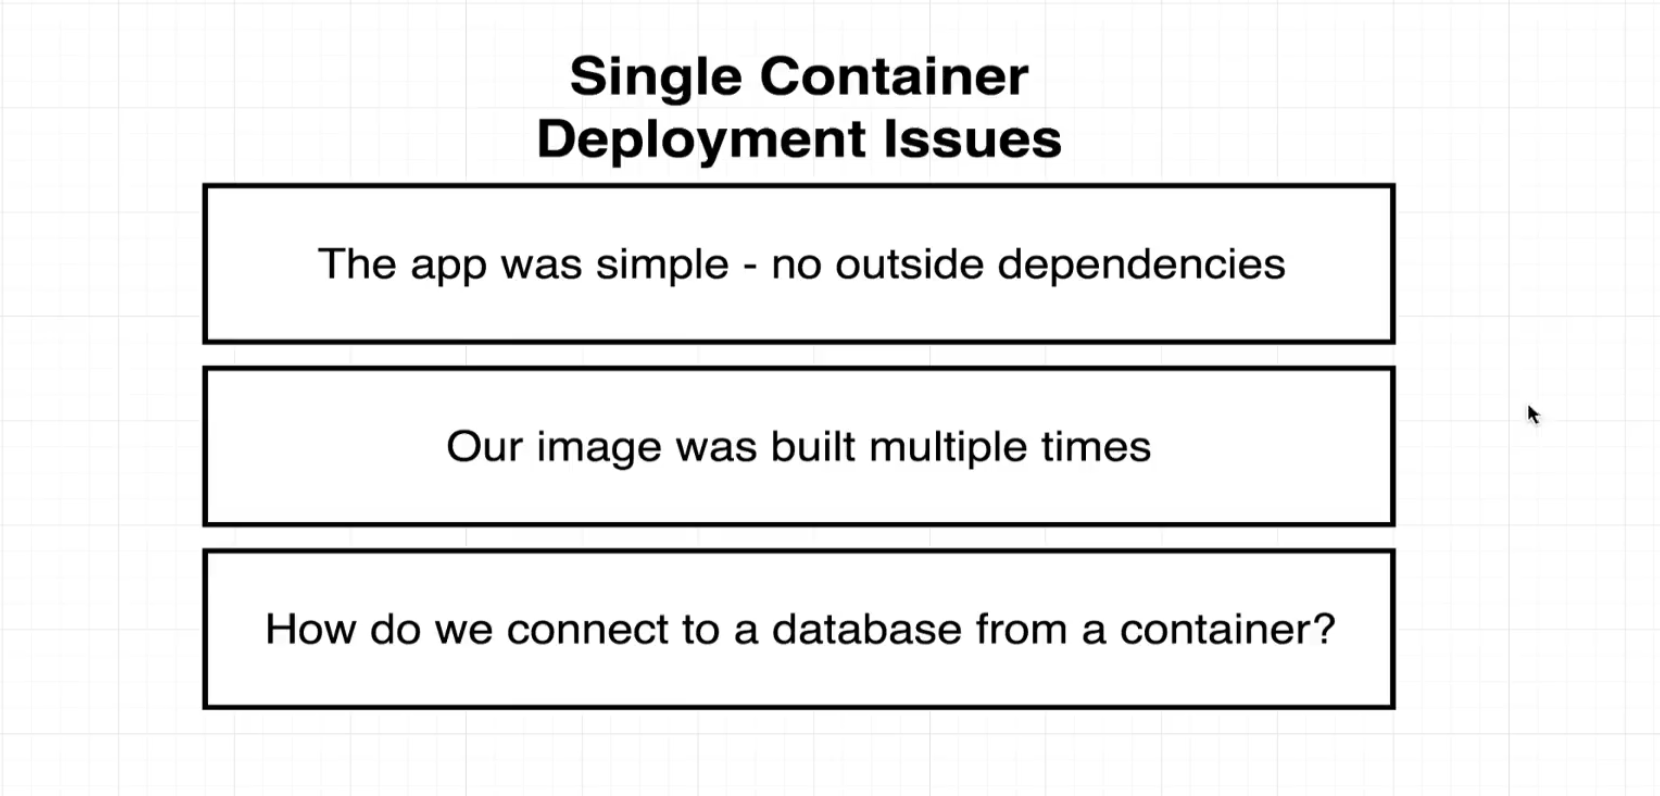 Single Container
Deployment Issues
The app was simple - no outside dependencies
Our image was built multiple times
How do we connect to a database from a container?